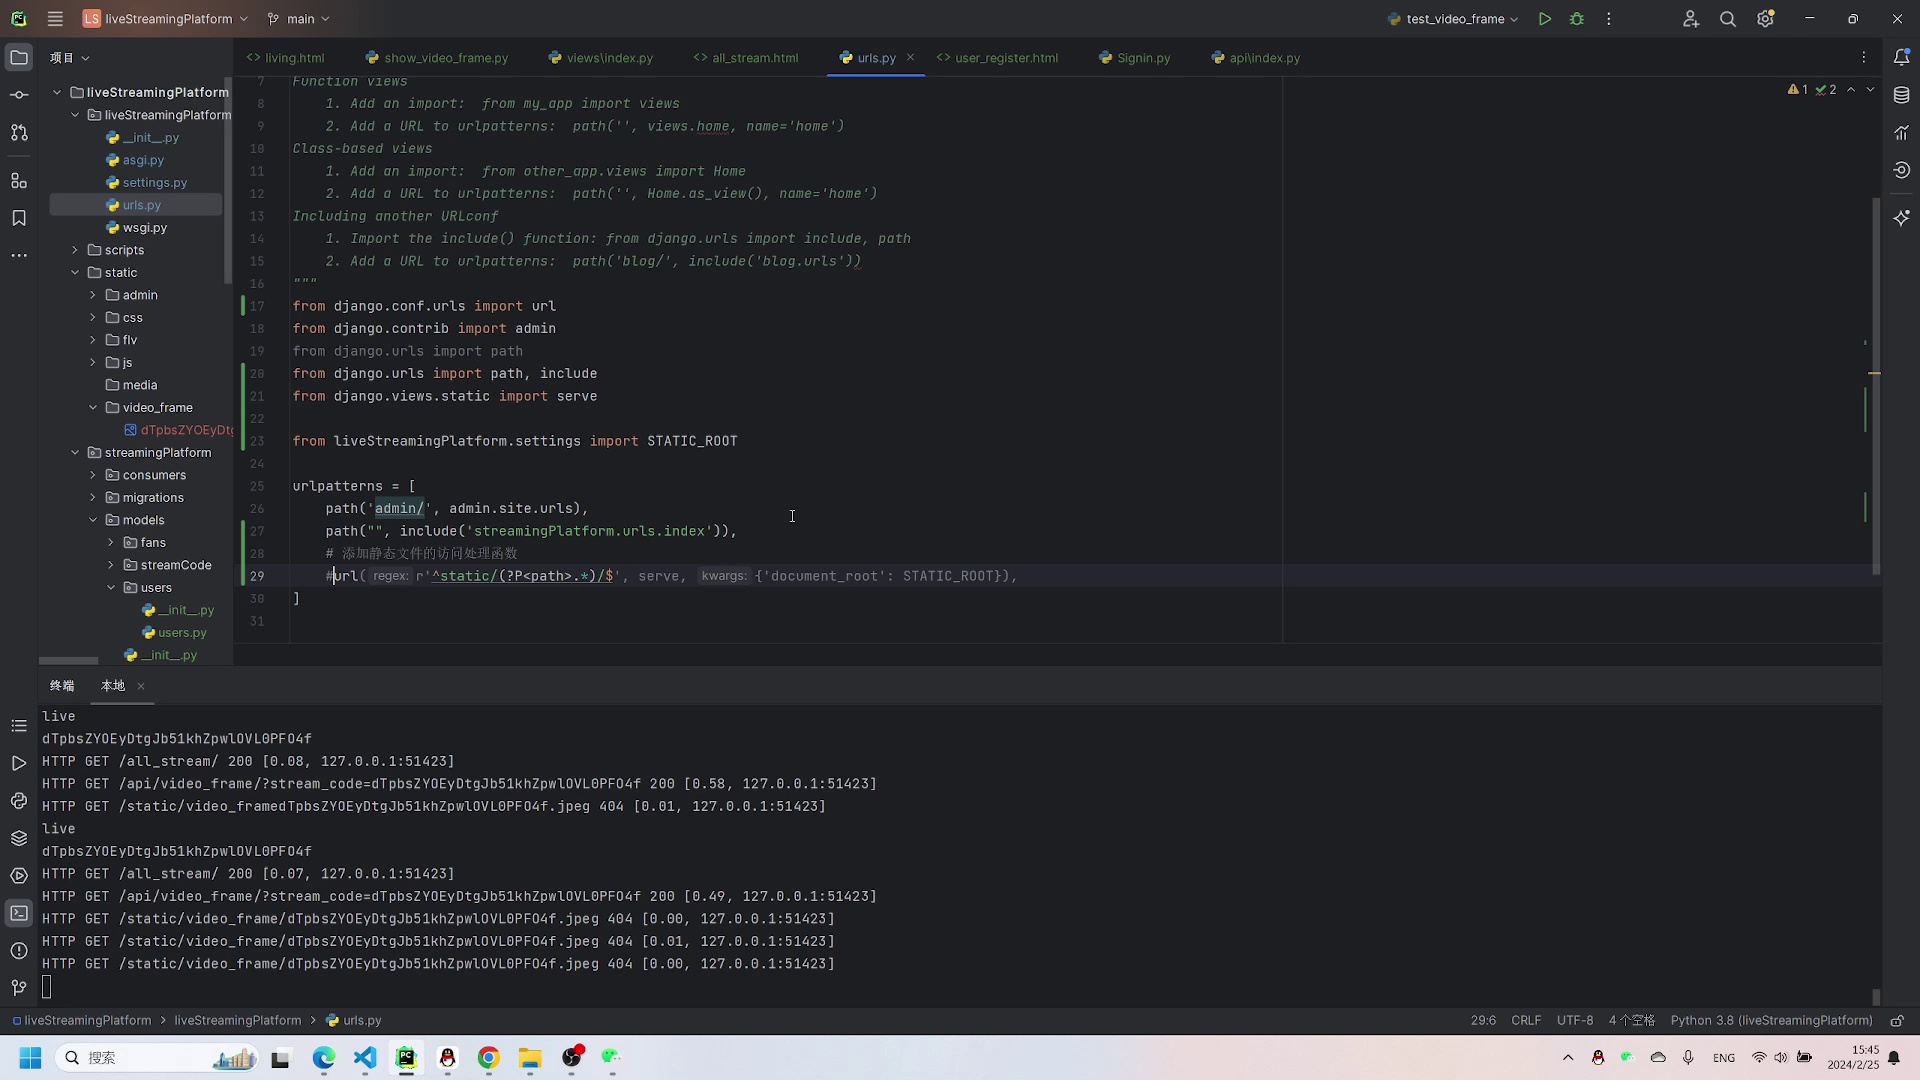 LS liveStreamingPlatform
main
test_video_frame
项目
living.html
show_video_frame.py
views\index.py
all_stream.html
urls.py
user_register.html
Signin.py
api\index.py
liveStreamingPlatform
liveStreamingPlatform
__init__.py
asgi.py
settings.py
urls.py
wsgi.py
scripts
static
admin
css
flv
js
media
video_frame
dTpbsZYOEyDtg
streamingPlatform
consumers
migrations
models
fans
streamCode
users
__init__.py
users.py
__init__.py
1 2
7 Function views
8 1. Add an import:  from my_app import views
9 2. Add a URL to urlpatterns:  path('', views.home, name='home')
10 Class-based views
11 1. Add an import:  from other_app.views import Home
12 2. Add a URL to urlpatterns:  path('', Home.as_view(), name='home')
13 Including another URLconf
14 1. Import the include() function: from django.urls import include, path
15 2. Add a URL to urlpatterns:  path('blog/', include('blog.urls'))
16 """
17 from django.conf.urls import url
18 from django.contrib import admin
19 from django.urls import path
20 from django.urls import path, include
21 from django.views.static import serve
22
23 from liveStreamingPlatform.settings import STATIC_ROOT
24
25 urlpatterns = [
26 path('admin/', admin.site.urls),
27 path("", include('streamingPlatform.urls.index')),
28 # 添加静态文件的访问处理函数
29 #url( regex: r'^static/(?P<path>.*)/$', serve, kwargs: {'document_root': STATIC_ROOT}),
30 ]
31
终端 本地
live
dTpbsZYOEyDtgJb51khZpwlOVL0PFO4f
HTTP GET /all_stream/ 200 [0.08, 127.0.0.1:51423]
HTTP GET /api/video_frame/?stream_code=dTpbsZYOEyDtgJb51khZpwlOVL0PFO4f 200 [0.58, 127.0.0.1:51423]
HTTP GET /static/video_framedTpbsZYOEyDtgJb51khZpwlOVL0PFO4f.jpeg 404 [0.01, 127.0.0.1:51423]
live
dTpbsZYOEyDtgJb51khZpwlOVL0PFO4f
HTTP GET /all_stream/ 200 [0.07, 127.0.0.1:51423]
HTTP GET /api/video_frame/?stream_code=dTpbsZYOEyDtgJb51khZpwlOVL0PFO4f 200 [0.49, 127.0.0.1:51423]
HTTP GET /static/video_frame/dTpbsZYOEyDtgJb51khZpwlOVL0PFO4f.jpeg 404 [0.00, 127.0.0.1:51423]
HTTP GET /static/video_frame/dTpbsZYOEyDtgJb51khZpwlOVL0PFO4f.jpeg 404 [0.01, 127.0.0.1:51423]
HTTP GET /static/video_frame/dTpbsZYOEyDtgJb51khZpwlOVL0PFO4f.jpeg 404 [0.00, 127.0.0.1:51423]
liveStreamingPlatform > liveStreamingPlatform > urls.py
29:6 CRLF UTF-8 4 个空格 Python 3.8 (liveStreamingPlatform)
搜索
ENG
15:45
2024/2/25